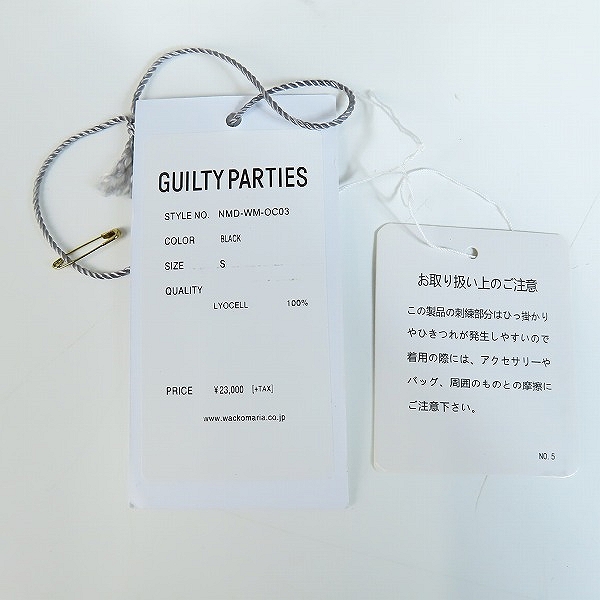 GUILTY PARTIES
STYLE NO. NMD-WM-OC03
COLOR BLACK
SIZE S
QUALITY
LYOCELL 100%
PRICE ¥23,000 [+TAX]
www.wackomaria.co.jp
お取り扱い上のご注意
この製品の刺繍部分はひっ掛かり
やひきつれが発生しやすいので
着用の際には、アクセサリーや
バッグ、周囲のものとの摩擦に
ご注意下さい。
NO. 5